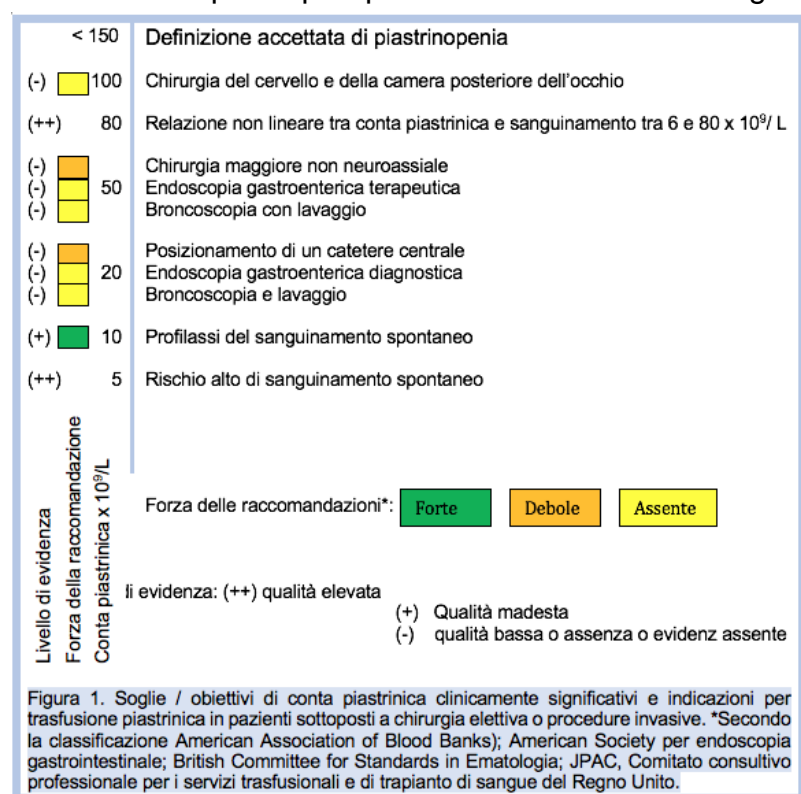 < 150 Definizione accettata di piastrinopenia
(-) 100 Chirurgia del cervello e della camera posteriore dell'occhio
(++) 80 Relazione non lineare tra conta piastrinica e sanguinamento tra 6 e 80 x 10⁹/ L
(-) Chirurgia maggiore non neuroassiale
(-) 50 Endoscopia gastroenterica terapeutica
(-) Broncoscopia con lavaggio
(-) Posizionamento di un catetere centrale
(-) 20 Endoscopia gastroenterica diagnostica
(-) Broncoscopia e lavaggio
(+) 10 Profilassi del sanguinamento spontaneo
(++) 5 Rischio alto di sanguinamento spontaneo
Livello di evidenza
Forza della raccomandazione
Conta piastrinica x 10⁹/L
Forza delle raccomandazioni*: Forte Debole Assente
di evidenza: (++) qualità elevata
(+) Qualità madesta
(-) qualità bassa o assenza o evidenz assente
Figura 1. Soglie / obiettivi di conta piastrinica clinicamente significativi e indicazioni per
trasfusione piastrinica in pazienti sottoposti a chirurgia elettiva o procedure invasive. *Secondo
la classificazione American Association of Blood Banks); American Society per endoscopia
gastrointestinale; British Committee for Standards in Ematologia; JPAC, Comitato consultivo
professionale per i servizi trasfusionali e di trapianto di sangue del Regno Unito.